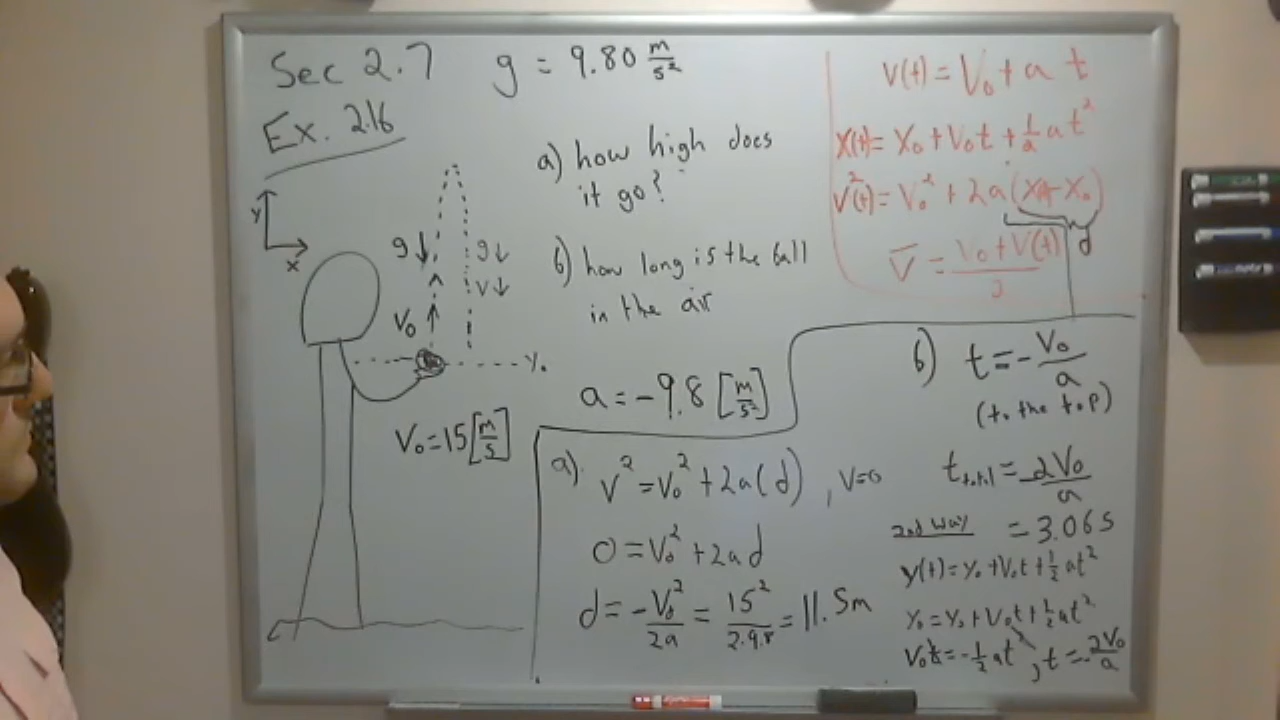 Sec 2.7 g = 9.80 m/s²
Ex. 2.16
a) how high does
it go?
b) how long is the ball
in the air
y
x
g↓
g↓
v↓
V₀
y₀
V₀=15[m/s]
a=-9.8 [m/s²]
V(t)=V₀+at
x(t)=x₀+V₀t+½at²
V²(t)=V₀²+2a(x(t)-x₀)
d
V̄=(V₀+V(t))/2
a)
V²=V₀²+2a(d), V=0
0=V₀²+2ad
d=-V₀²/2a=15²/2·9.8=11.5m
b) t=-V₀/a
(to the top)
t total=-2V₀/a
2nd way =3.06s
y(t)=y₀+V₀t+½at²
y₀=y₀+V₀t+½at²
V₀t=-½at², t=-2V₀/a